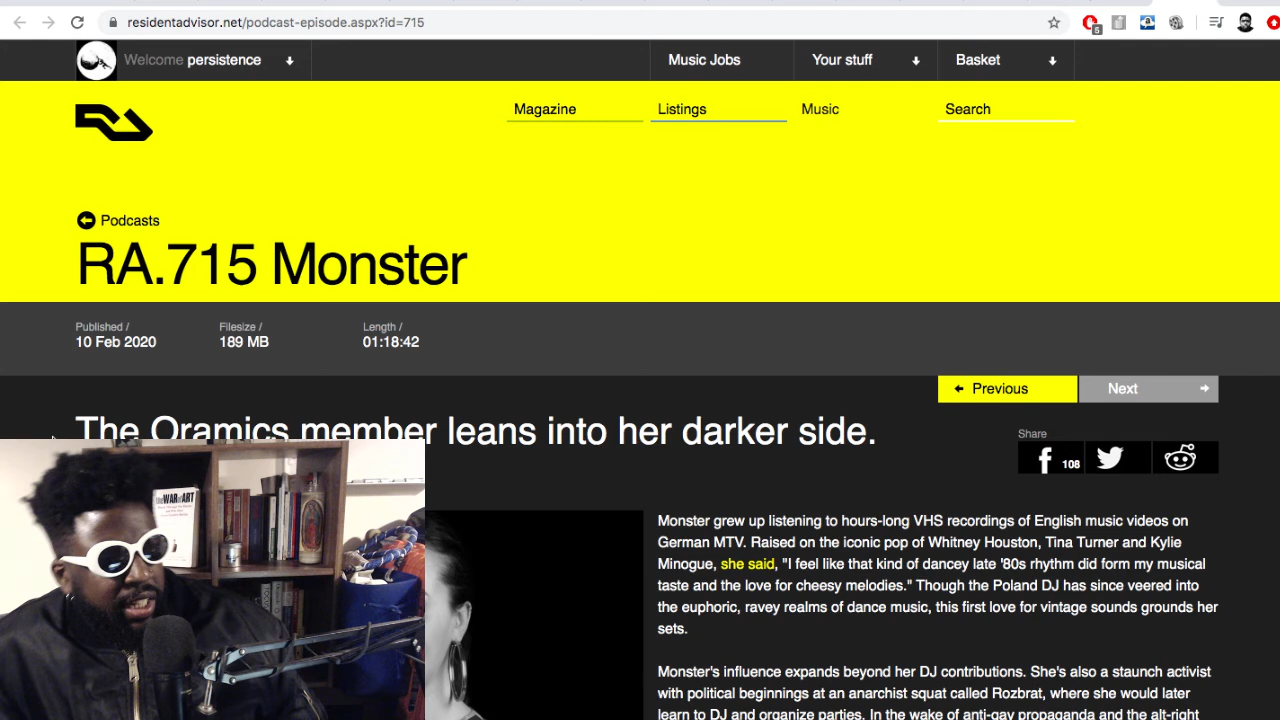 residentadvisor.net/podcast-episode.aspx?id=715
5
Welcome persistence
Music Jobs
Your stuff
Basket
Magazine
Listings
Music
Search
Podcasts
RA.715 Monster
Published /
10 Feb 2020
Filesize /
189 MB
Length /
01:18:42
Previous
Next
The Oramics member leans into her darker side.
Share
108
the WAR of ART
Monster grew up listening to hours-long VHS recordings of English music videos on
German MTV. Raised on the iconic pop of Whitney Houston, Tina Turner and Kylie
Minogue, she said, "I feel like that kind of dancey late '80s rhythm did form my musical
taste and the love for cheesy melodies." Though the Poland DJ has since veered into
the euphoric, ravey realms of dance music, this first love for vintage sounds grounds her
sets.
Monster's influence expands beyond her DJ contributions. She's also a staunch activist
with political beginnings at an anarchist squat called Rozbrat, where she would later
learn to DJ and organize parties. In the wake of anti-gay propaganda and the alt-right